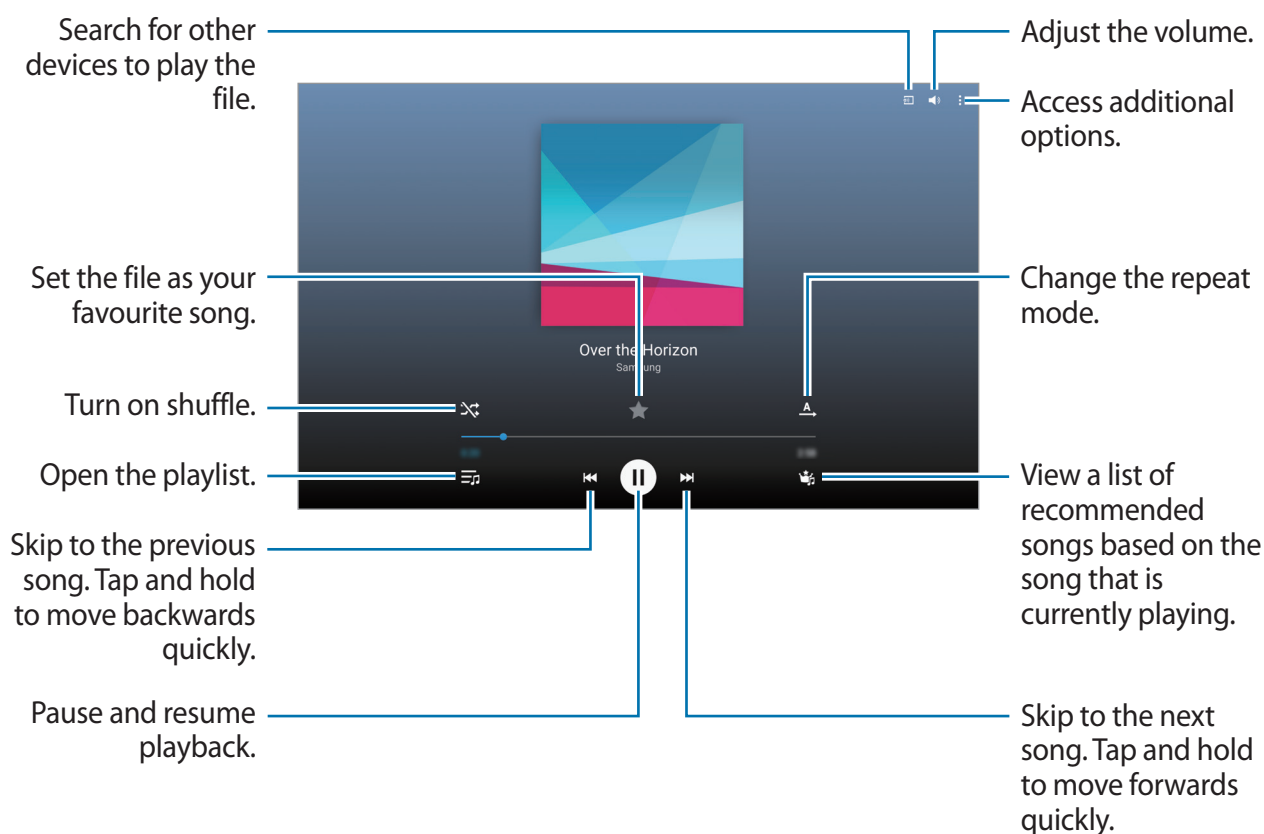 Search for other
devices to play the
file.
Adjust the volume.
Access additional
options.
Set the file as your
favourite song.
Change the repeat
mode.
Over the Horizon
Samsung
Turn on shuffle.
A
Open the playlist.
View a list of
recommended
songs based on the
song that is
currently playing.
Skip to the previous
song. Tap and hold
to move backwards
quickly.
Pause and resume
playback.
Skip to the next
song. Tap and hold
to move forwards
quickly.